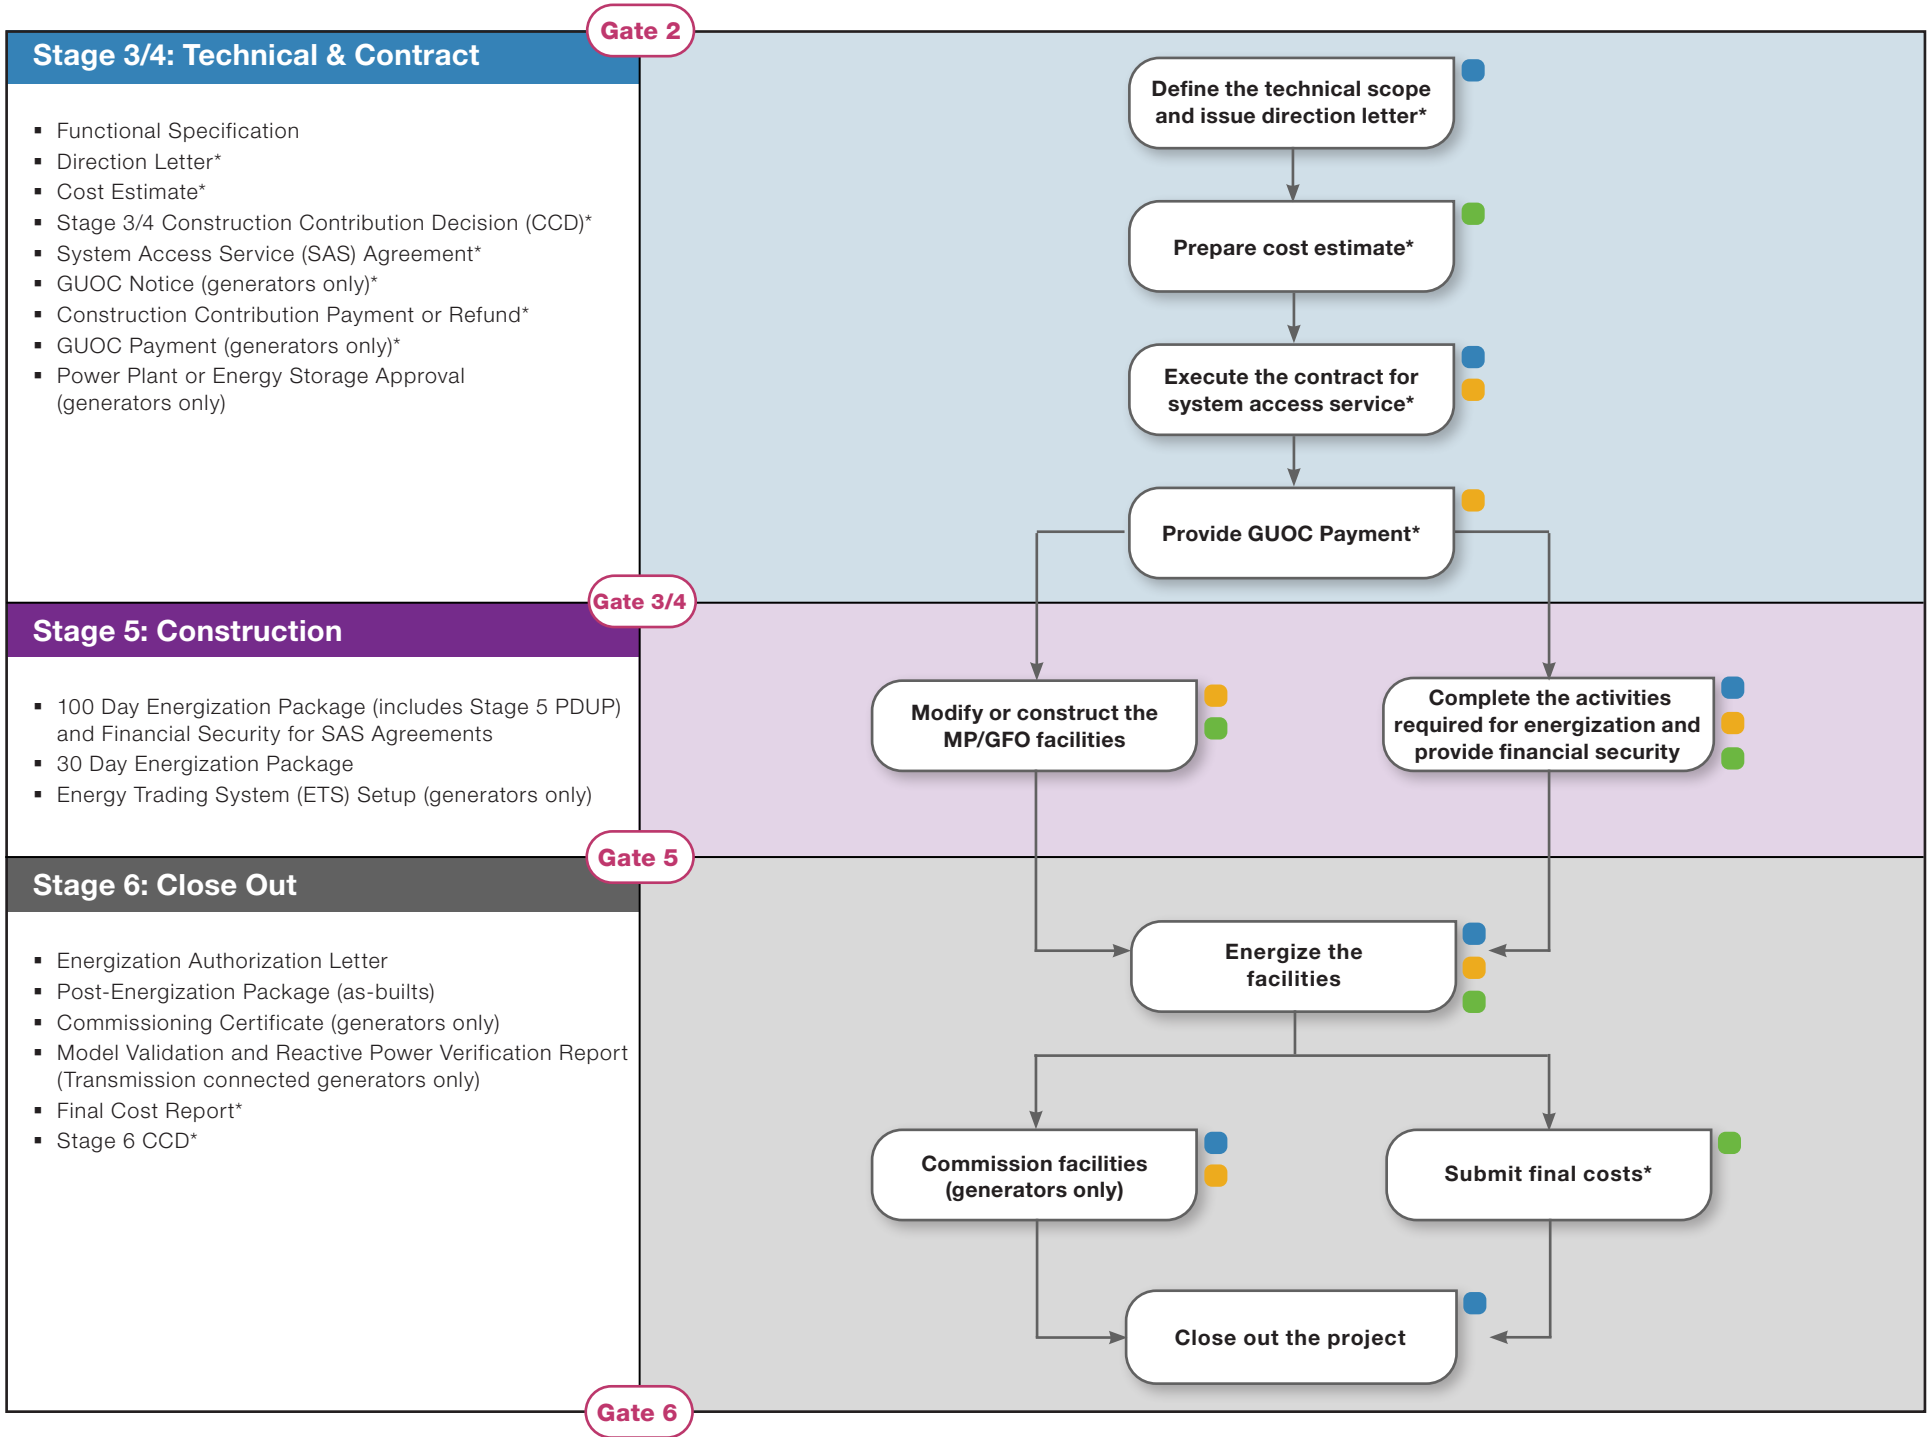 Gate 2
Stage 3/4: Technical & Contract
▪ Functional Specification
▪ Direction Letter*
▪ Cost Estimate*
▪ Stage 3/4 Construction Contribution Decision (CCD)*
▪ System Access Service (SAS) Agreement*
▪ GUOC Notice (generators only)*
▪ Construction Contribution Payment or Refund*
▪ GUOC Payment (generators only)*
▪ Power Plant or Energy Storage Approval
(generators only)
Define the technical scope
and issue direction letter*
Prepare cost estimate*
Execute the contract for
system access service*
Provide GUOC Payment*
Gate 3/4
Stage 5: Construction
▪ 100 Day Energization Package (includes Stage 5 PDUP)
and Financial Security for SAS Agreements
▪ 30 Day Energization Package
▪ Energy Trading System (ETS) Setup (generators only)
Modify or construct the
MP/GFO facilities
Complete the activities
required for energization and
provide financial security
Gate 5
Stage 6: Close Out
▪ Energization Authorization Letter
▪ Post-Energization Package (as-builts)
▪ Commissioning Certificate (generators only)
▪ Model Validation and Reactive Power Verification Report
(Transmission connected generators only)
▪ Final Cost Report*
▪ Stage 6 CCD*
Energize the
facilities
Commission facilities
(generators only)
Submit final costs*
Close out the project
Gate 6